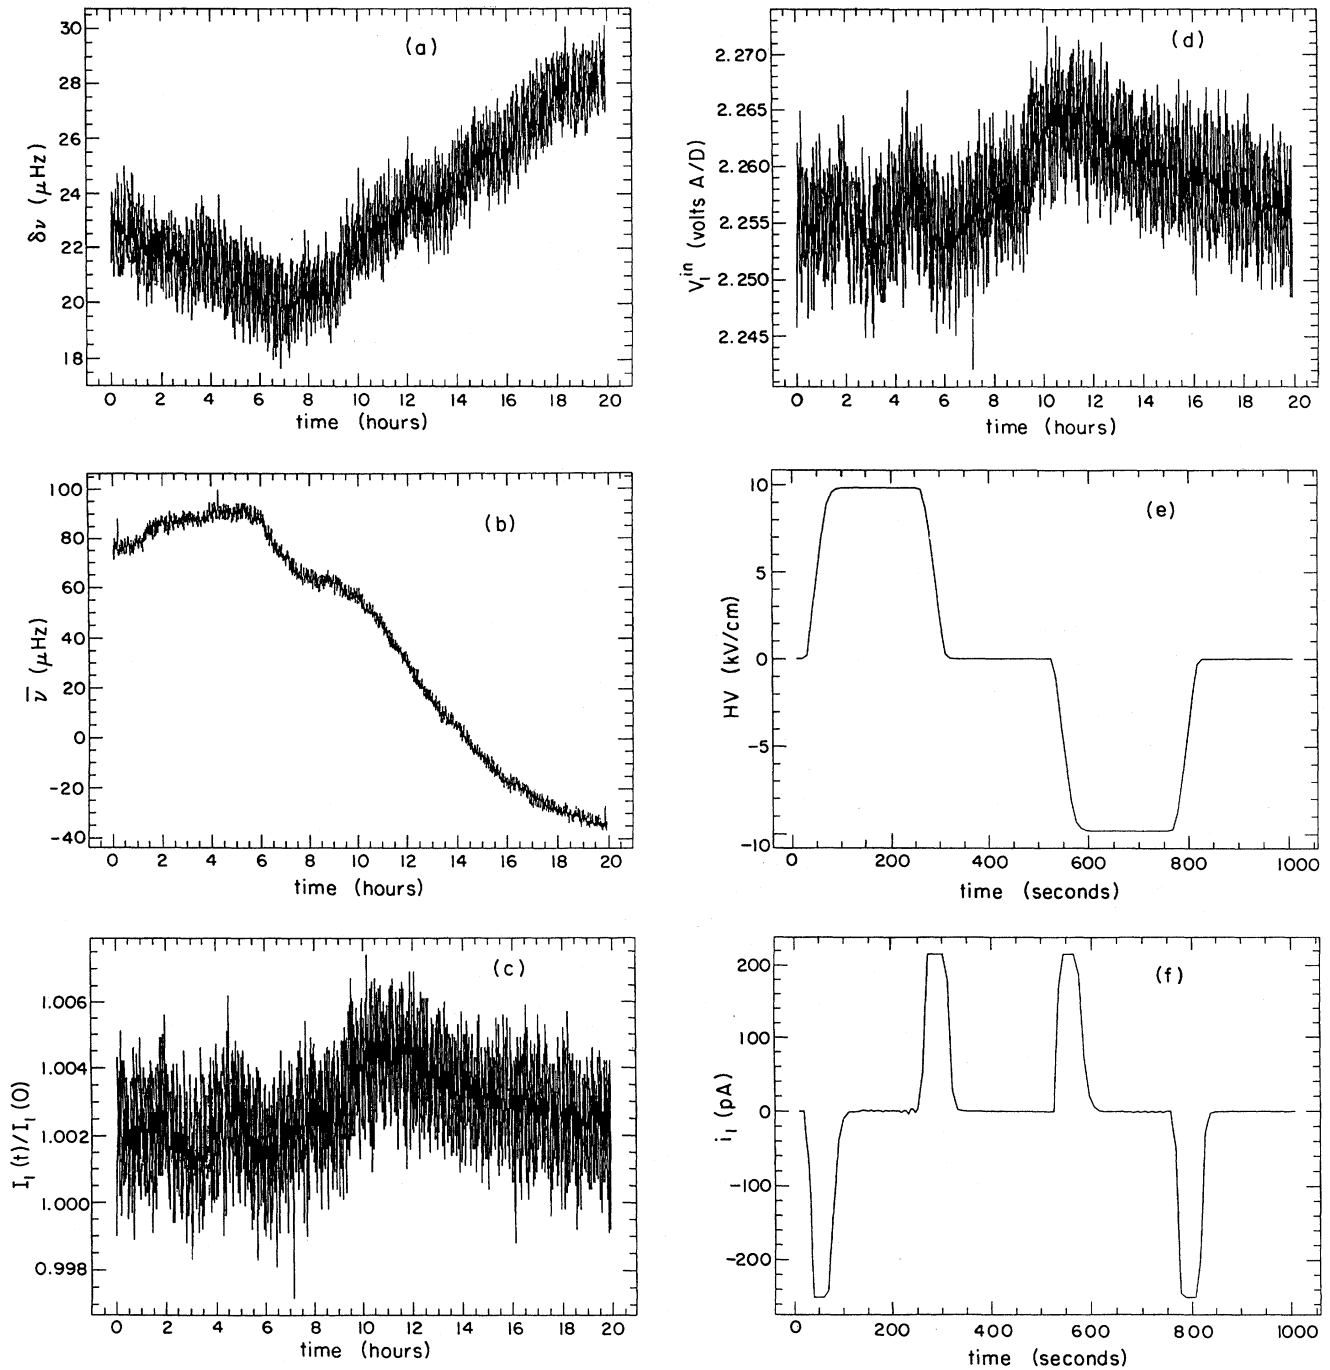 (a)
δν (μHz)
30
28
26
24
22
20
18
0 2 4 6 8 10 12 14 16 18 20
time (hours)
(d)
V₁ⁱⁿ (volts A/D)
2.270
2.265
2.260
2.255
2.250
2.245
0 2 4 6 8 10 12 14 16 18 20
time (hours)
(b)
ν̅ (μHz)
100
80
60
40
20
0
-20
-40
0 2 4 6 8 10 12 14 16 18 20
time (hours)
(e)
HV (kV/cm)
10
5
0
-5
-10
0 200 400 600 800 1000
time (seconds)
(c)
I₁(t)/I₁(0)
1.006
1.004
1.002
1.000
0.998
0 2 4 6 8 10 12 14 16 18 20
time (hours)
(f)
i₁ (pA)
200
100
0
-100
-200
0 200 400 600 800 1000
time (seconds)